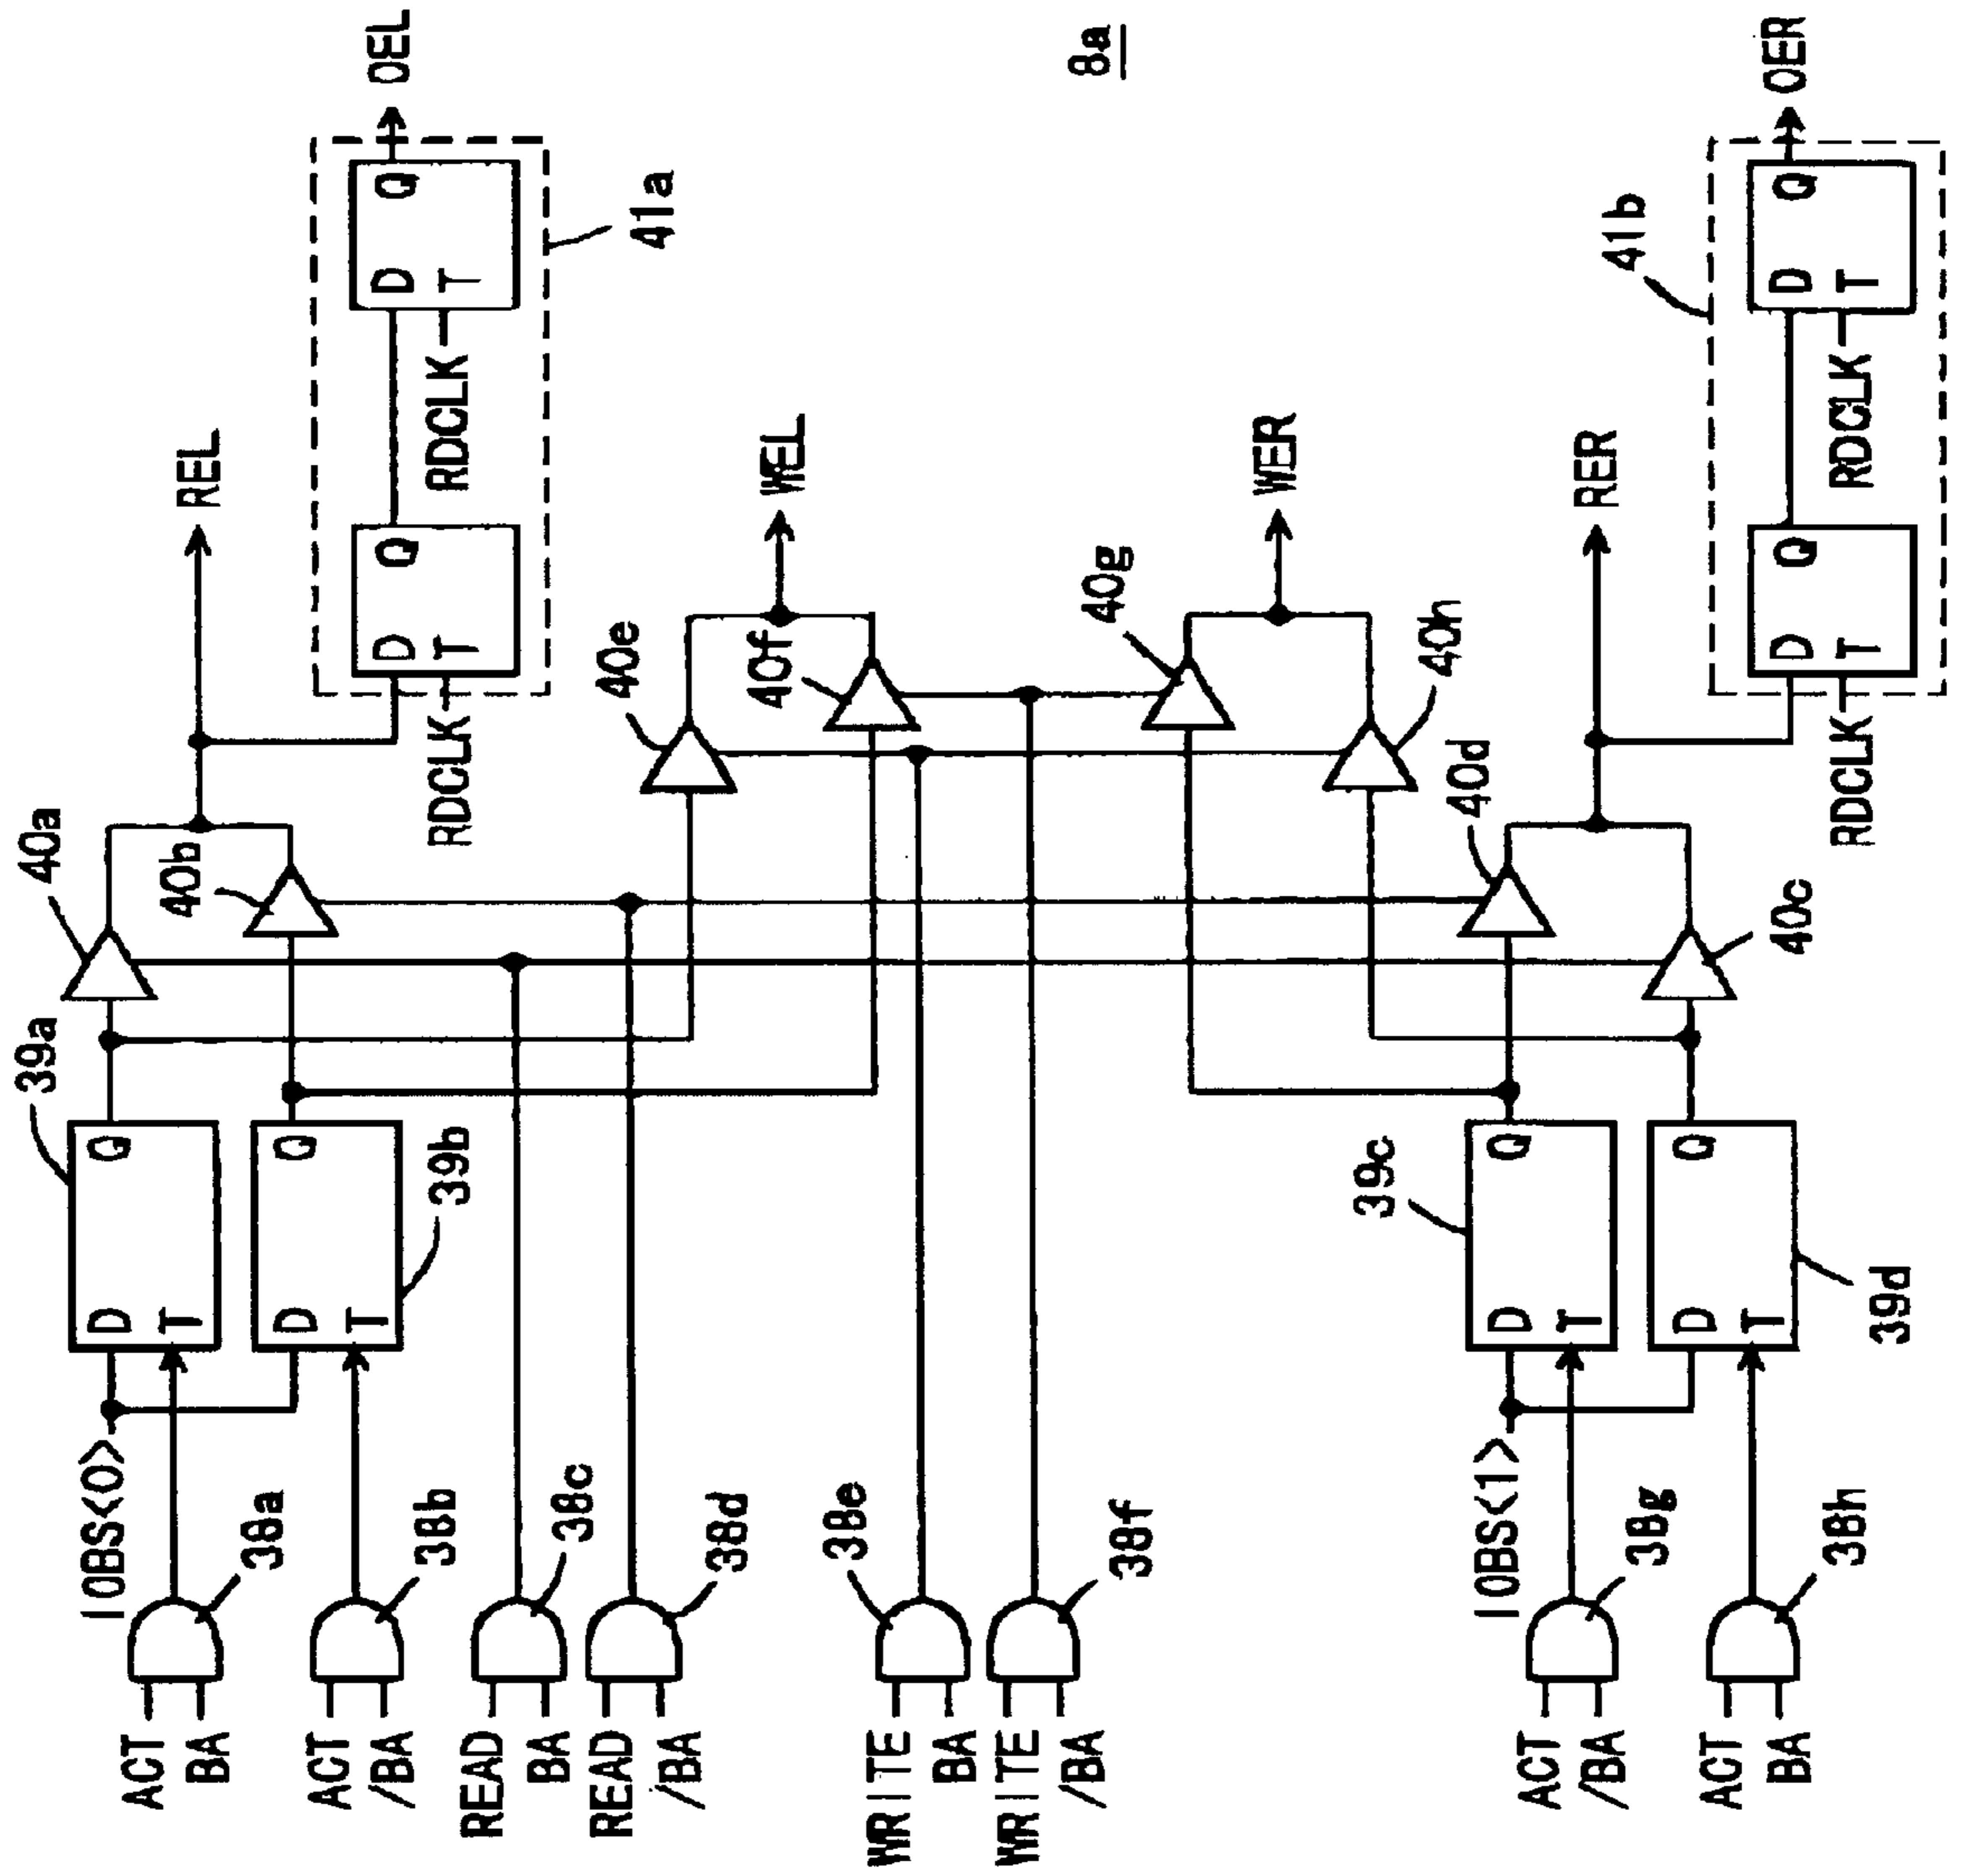 8a
ACT
BA
38a
IOBS<0>
D
T
Q
39a
40a
ACT
/BA
38b
D
T
Q
39b
40b
REL
RDCLK
D
T
Q
RDCLK
D
T
Q
OEL
41a
READ
BA
38c
READ
/BA
38d
40e
40f
WEL
WRITE
BA
38e
WRITE
/BA
38f
40g
40h
WER
ACT
/BA
38g
IOBS<1>
D
T
Q
39c
40d
ACT
BA
38h
D
T
Q
39d
40c
RER
RDCLK
D
T
Q
RDCLK
D
T
Q
OER
41b